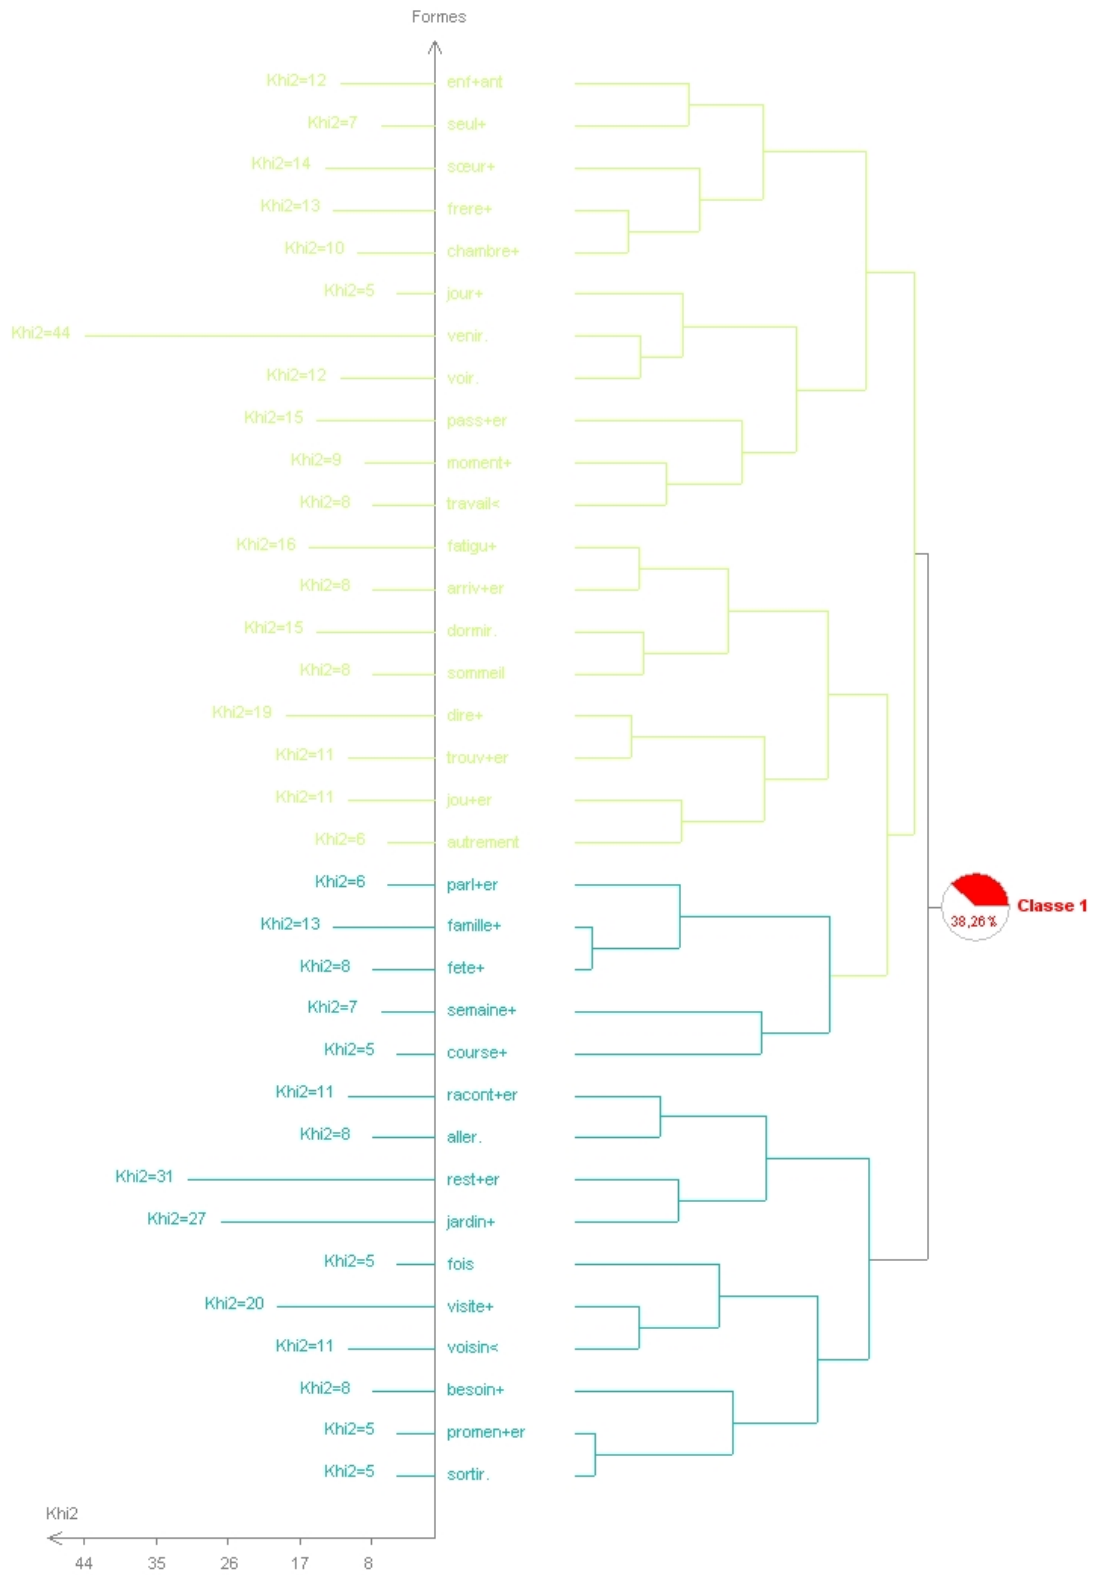 Formes
Khi2=12 enf+ant
Khi2=7 seul+
Khi2=14 sœur+
Khi2=13 frere+
Khi2=10 chambre+
Khi2=5 jour+
Khi2=44 venir.
Khi2=12 voir.
Khi2=15 pass+er
Khi2=9 moment+
Khi2=8 travail<
Khi2=16 fatigu+
Khi2=8 arriv+er
Khi2=15 dormir.
Khi2=8 sommeil
Khi2=19 dire+
Khi2=11 trouv+er
Khi2=11 jou+er
Khi2=6 autrement
Khi2=6 parl+er
Khi2=13 famille+
38,26 % Classe 1
Khi2=8 fete+
Khi2=7 semaine+
Khi2=5 course+
Khi2=11 racont+er
Khi2=8 aller.
Khi2=31 rest+er
Khi2=27 jardin+
Khi2=5 fois
Khi2=20 visite+
Khi2=11 voisin<
Khi2=8 besoin+
Khi2=5 promen+er
Khi2=5 sortir.
Khi2
44 35 26 17 8